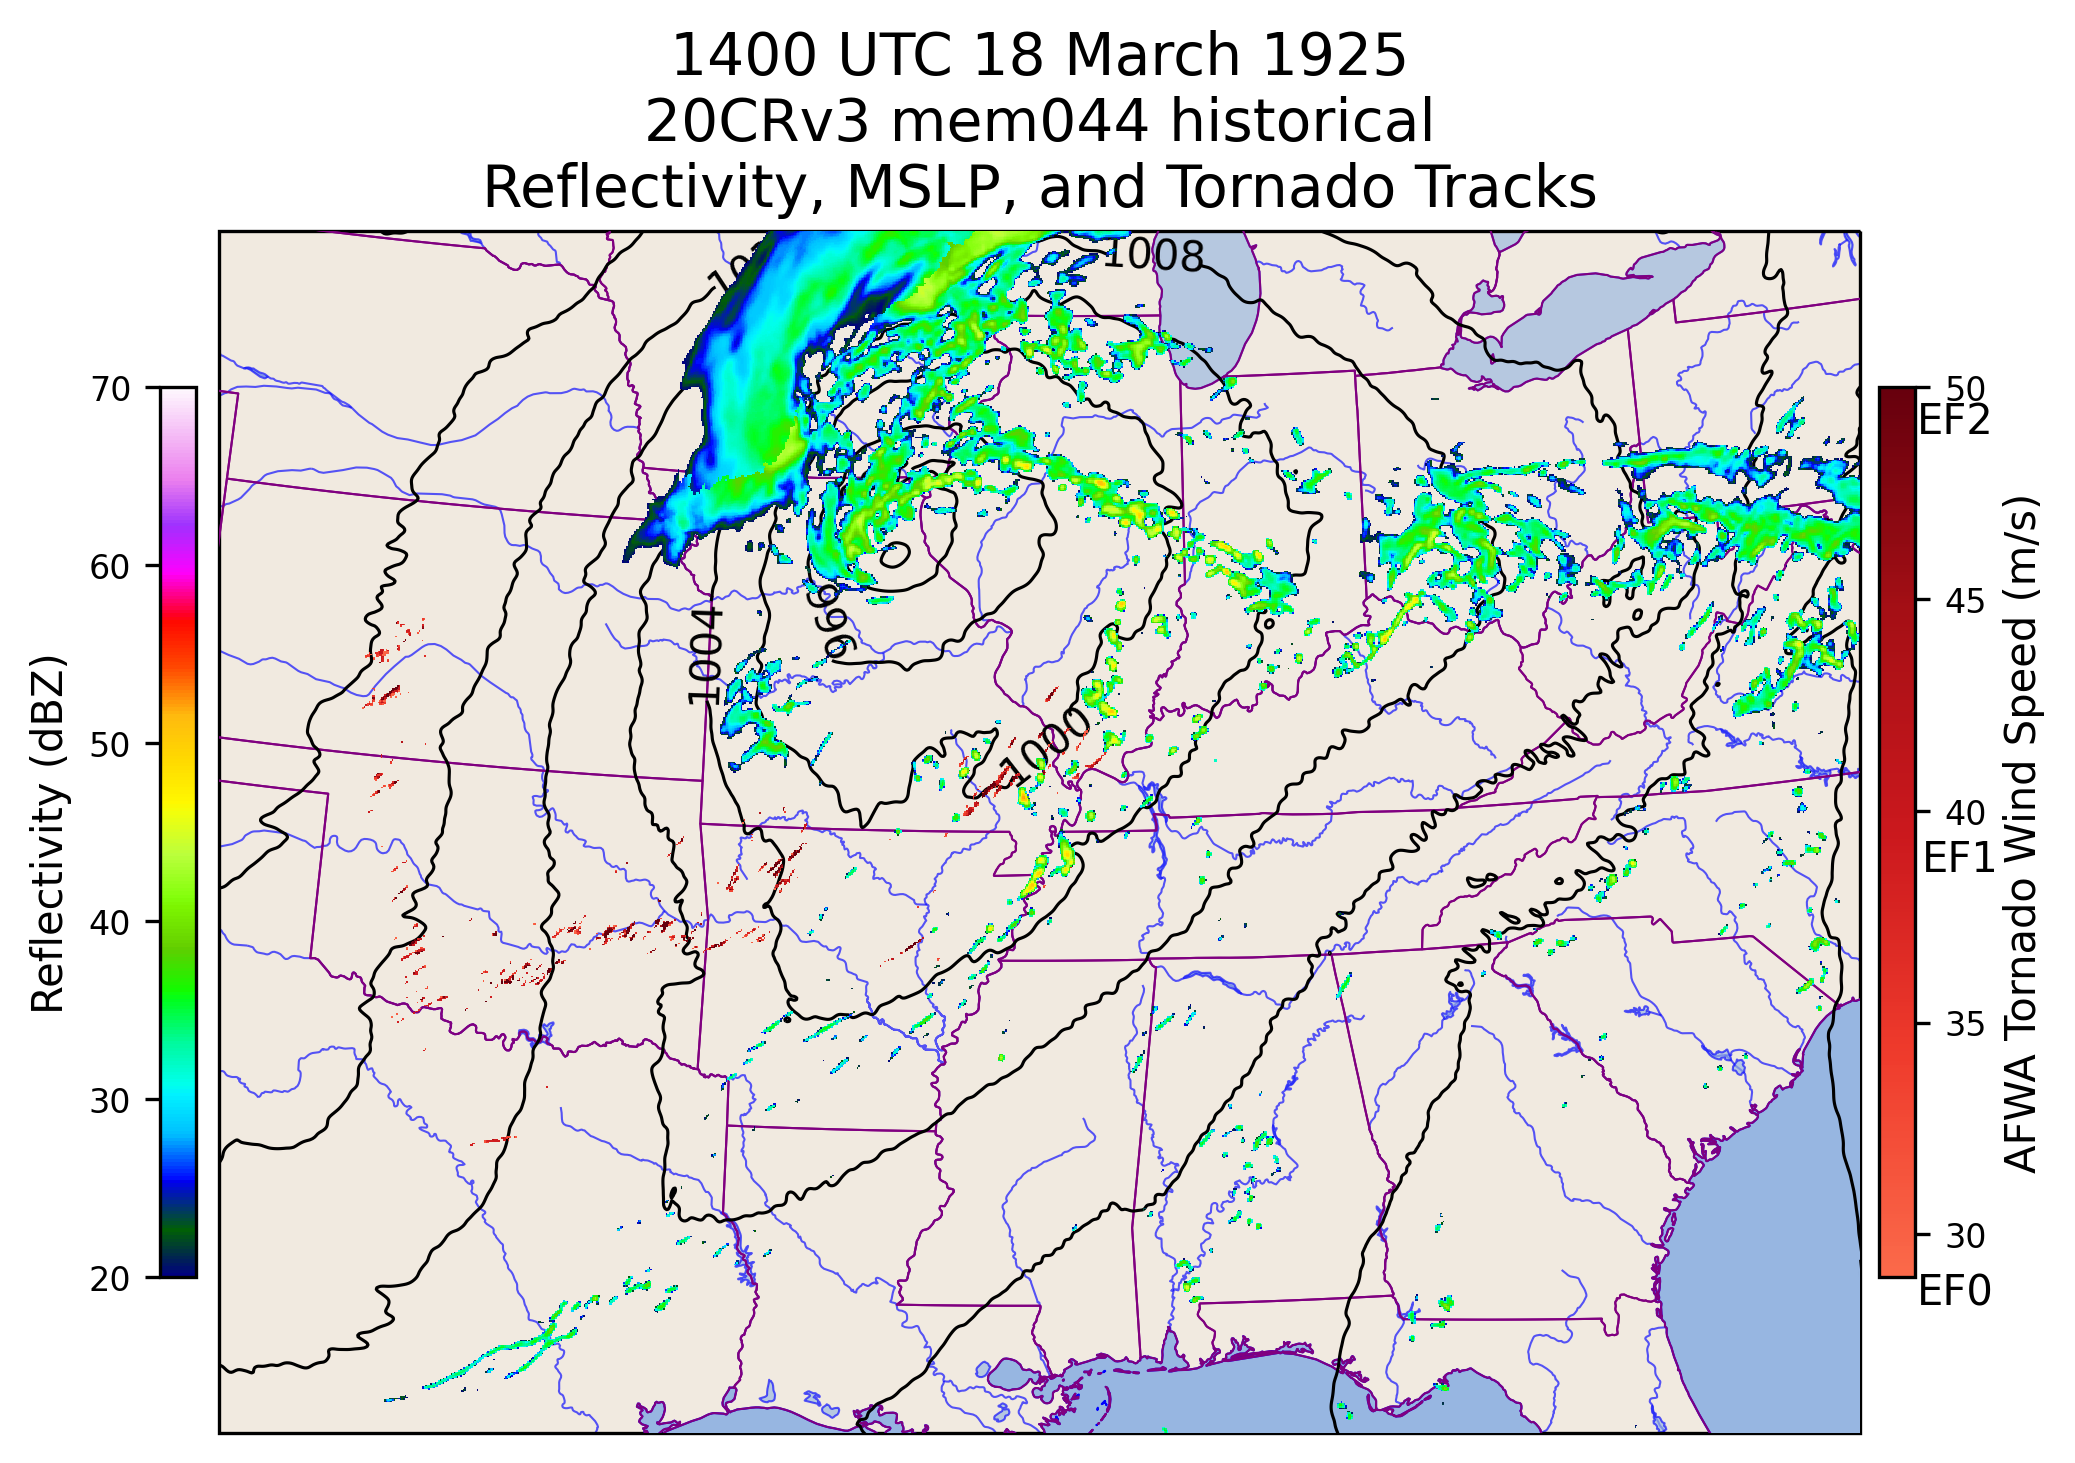 1400 UTC 18 March 1925
20CRv3 mem044 historical
Reflectivity, MSLP, and Tornado Tracks
1008
1004
996
1000
70
60
50
40
30
20
Reflectivity (dBZ)
50
EF2
45
40
EF1
35
30
EF0
AFWA Tornado Wind Speed (m/s)